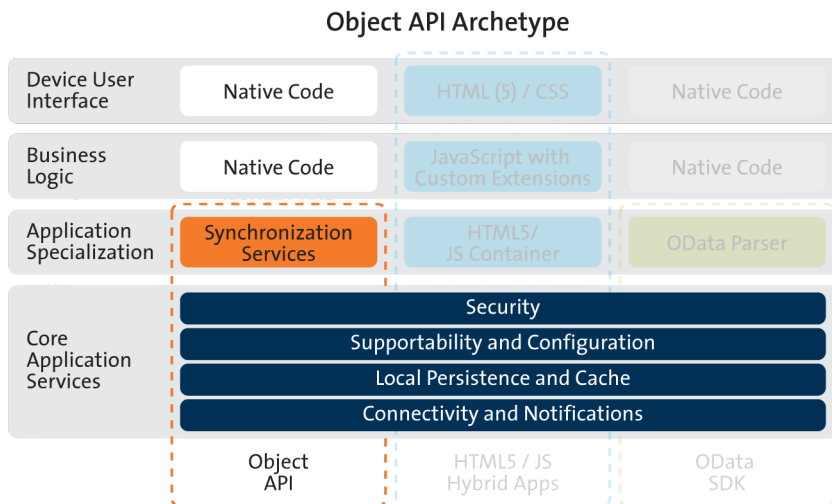 Object API Archetype
Device User
Interface
Native Code
HTML (5) / CSS
Native Code
Business
Logic
Native Code
JavaScript with
Custom Extensions
Native Code
Application
Specialization
Synchronization
Services
HTML5/
JS Container
OData Parser
Core
Application
Services
Security
Supportability and Configuration
Local Persistence and Cache
Connectivity and Notifications
Object
API
HTML5 / JS
Hybrid Apps
OData
SDK